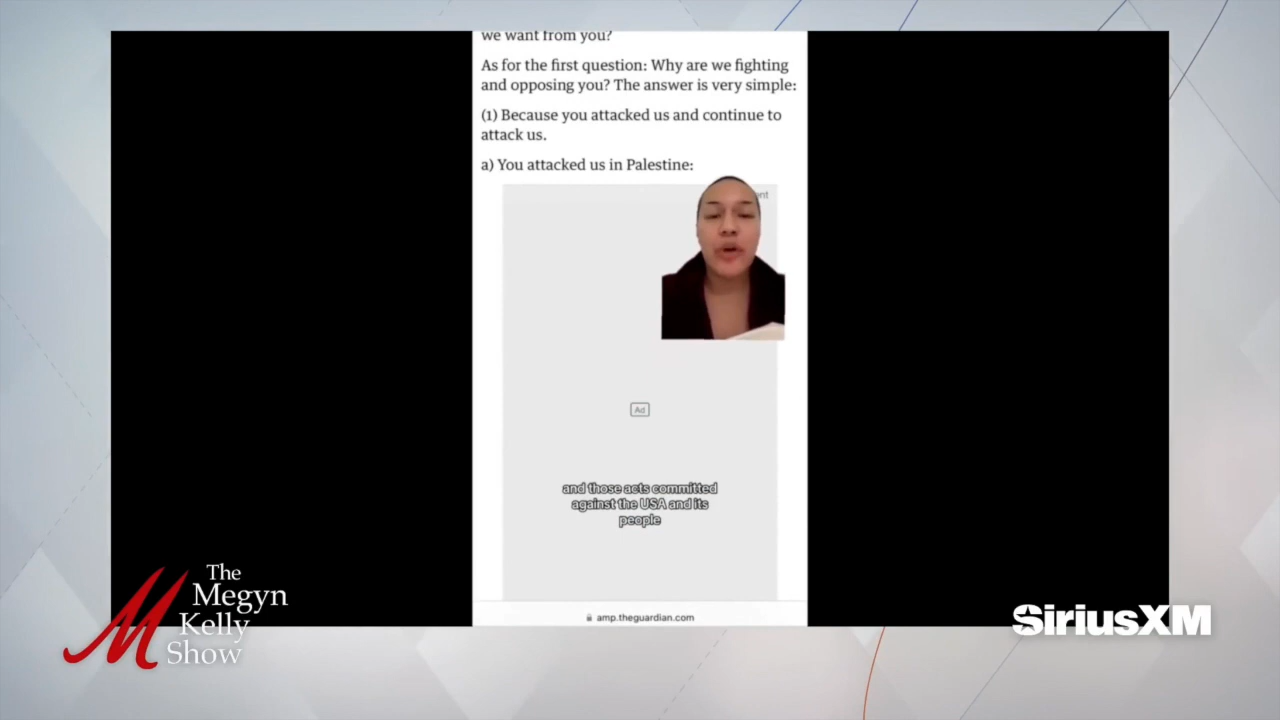 we want from you?
As for the first question: Why are we fighting
and opposing you? The answer is very simple:
(1) Because you attacked us and continue to
attack us.
a) You attacked us in Palestine:
Ad
and those acts committed
against the USA and its
people
amp.theguardian.com
The
Megyn
Kelly
Show
SiriusXM